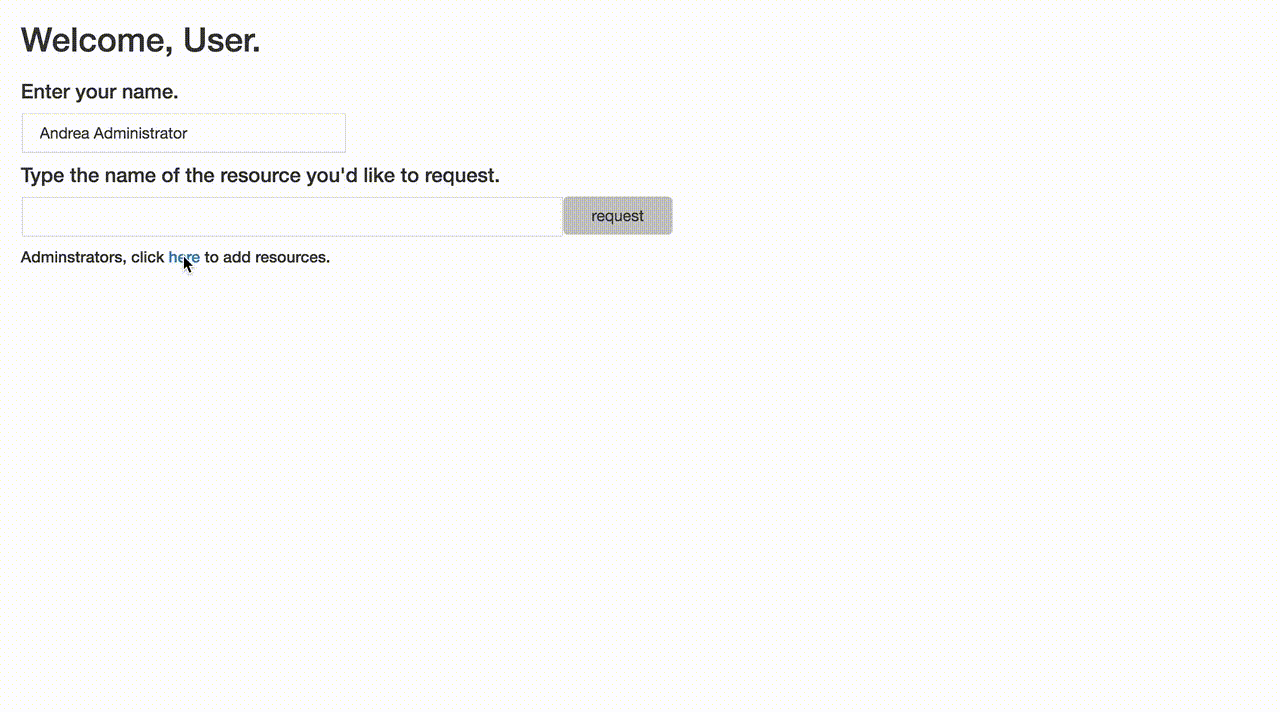 Welcome, User.
Enter your name.
Andrea Administrator
Type the name of the resource you'd like to request.
request
Adminstrators, click here to add resources.